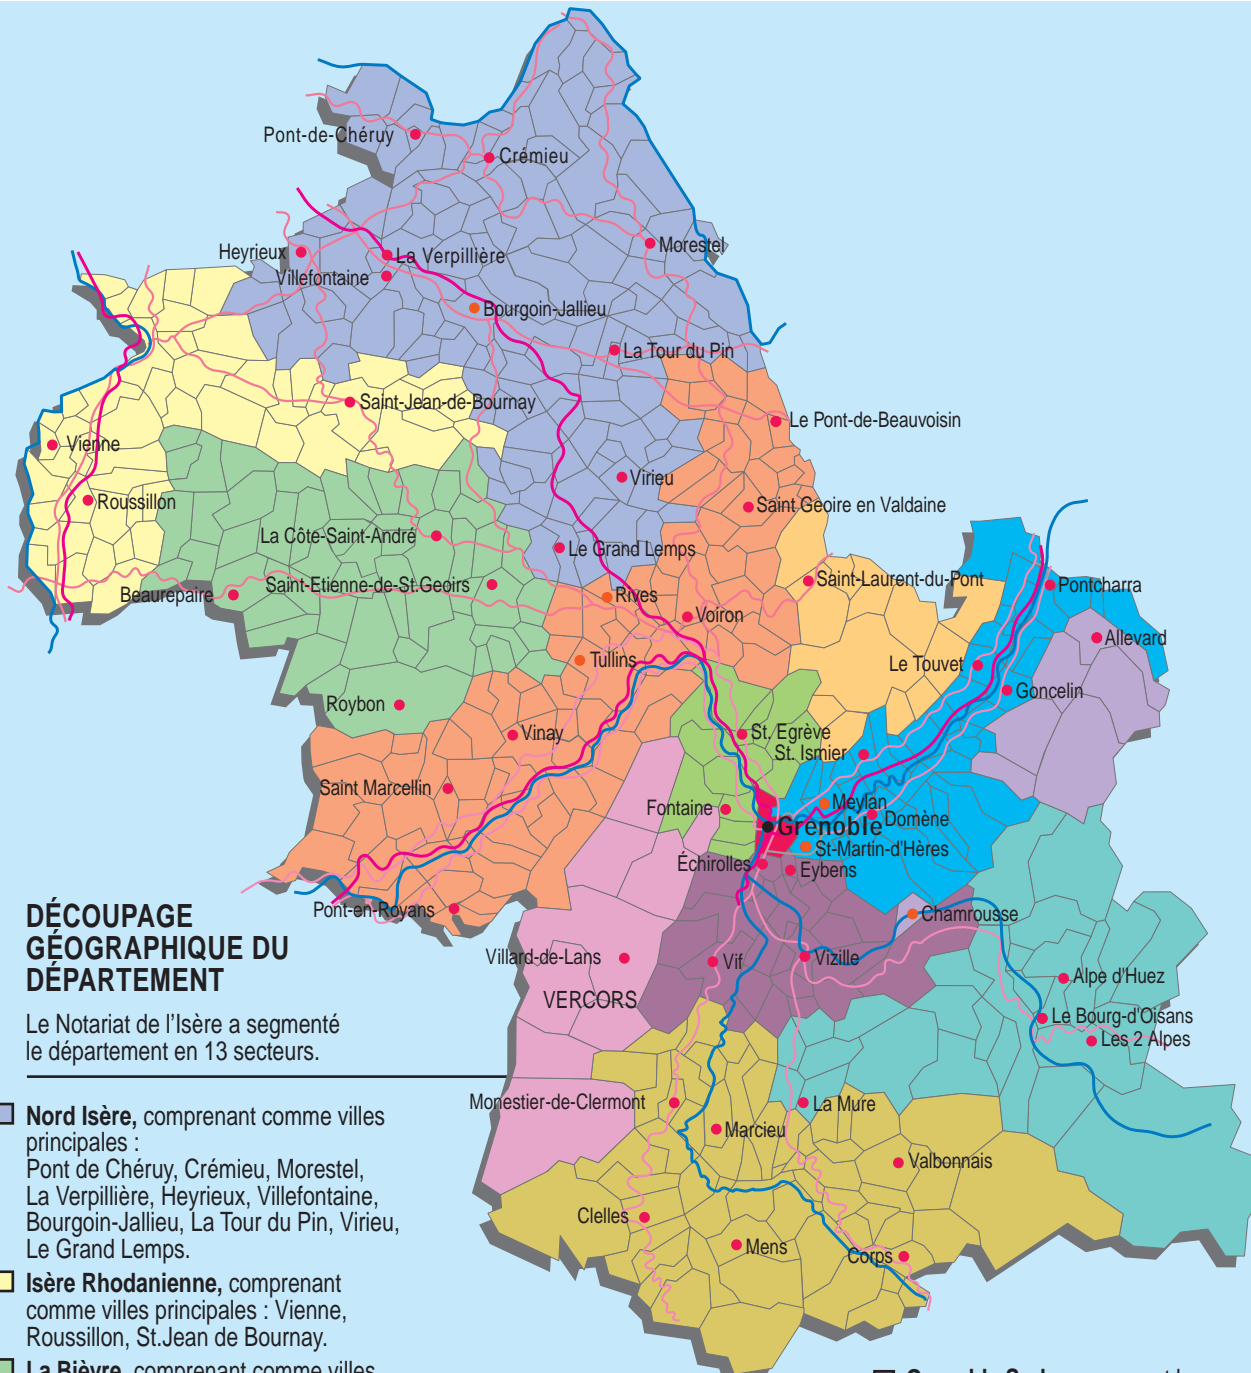 Pont-de-Chéruy
Crémieu
Morestel
Heyrieux
La Verpillière
Villefontaine
Bourgoin-Jallieu
La Tour du Pin
Saint-Jean-de-Bournay
Le Pont-de-Beauvoisin
Vienne
Virieu
Roussillon
Saint Geoire en Valdaine
La Côte-Saint-André
Le Grand Lemps
Saint-Etienne-de-St.Geoirs
Saint-Laurent-du-Pont
Pontcharra
Beaurepaire
Rives
Voiron
Allevard
Tullins
Le Touvet
Goncelin
Roybon
Vinay
St. Egrève
St. Ismier
Saint Marcellin
Fontaine
Meylan
Domène
Grenoble
St-Martin-d'Hères
Échirolles
Eybens
Pont-en-Royans
Chamrousse
Villard-de-Lans
Vif
Vizille
Alpe d'Huez
VERCORS
Le Bourg-d'Oisans
Les 2 Alpes
Monestier-de-Clermont
La Mure
Marcieu
Valbonnais
Clelles
Mens
Corps
DÉCOUPAGE
GÉOGRAPHIQUE DU
DÉPARTEMENT
Le Notariat de l'Isère a segmenté
le département en 13 secteurs.
Nord Isère, comprenant comme villes
principales :
Pont de Chéruy, Crémieu, Morestel,
La Verpillière, Heyrieux, Villefontaine,
Bourgoin-Jallieu, La Tour du Pin, Virieu,
Le Grand Lemps.
Isère Rhodanienne, comprenant
comme villes principales : Vienne,
Roussillon, St.Jean de Bournay.
La Bièvre, comprenant comme villes